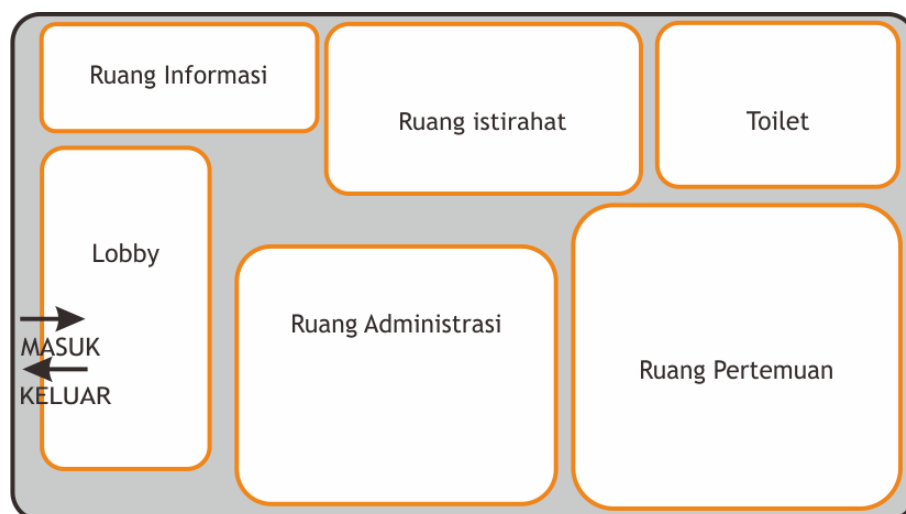 Ruang Informasi
Ruang istirahat
Toilet
Lobby
MASUK
KELUAR
Ruang Administrasi
Ruang Pertemuan